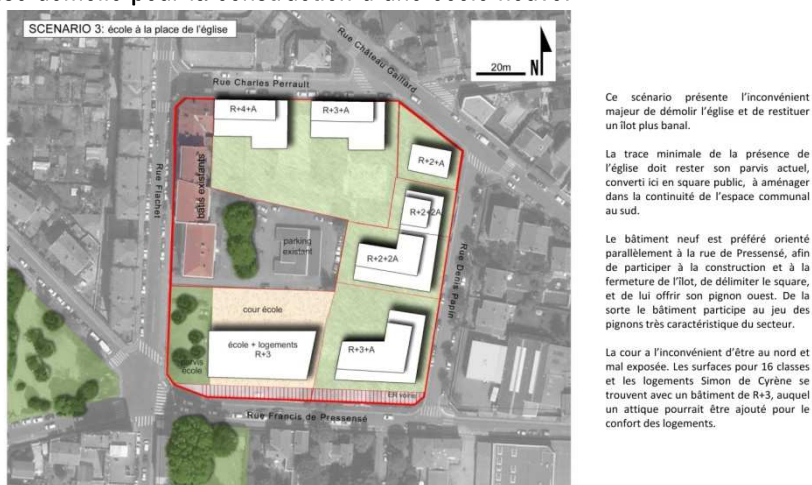 SCENARIO 3: école à la place de l'église
20m
N
Rue Château Gaillard
Rue Charles Perrault
R+4+A
R+3+A
R+2+A
bâtis existants
Rue Flachet
R+2+2A
parking
existant
R+2+2A
Rue Denis Papin
cour école
école + logements
R+3
R+3+A
parvis
école
ER voirie
Rue Francis de Pressensé
Ce scénario présente l'inconvénient
majeur de démolir l'église et de restituer
un îlot plus banal.
La trace minimale de la présence de
l'église doit rester son parvis actuel,
converti ici en square public, à aménager
dans la continuité de l'espace communal
au sud.
Le bâtiment neuf est préféré orienté
parallèlement à la rue de Pressensé, afin
de participer à la construction et à la
fermeture de l'îlot, de délimiter le square,
et de lui offrir son pignon ouest. De la
sorte le bâtiment participe au jeu des
pignons très caractéristique du secteur.
La cour a l'inconvénient d'être au nord et
mal exposée. Les surfaces pour 16 classes
et les logements Simon de Cyrène se
trouvent avec un bâtiment de R+3, auquel
un attique pourrait être ajouté pour le
confort des logements.